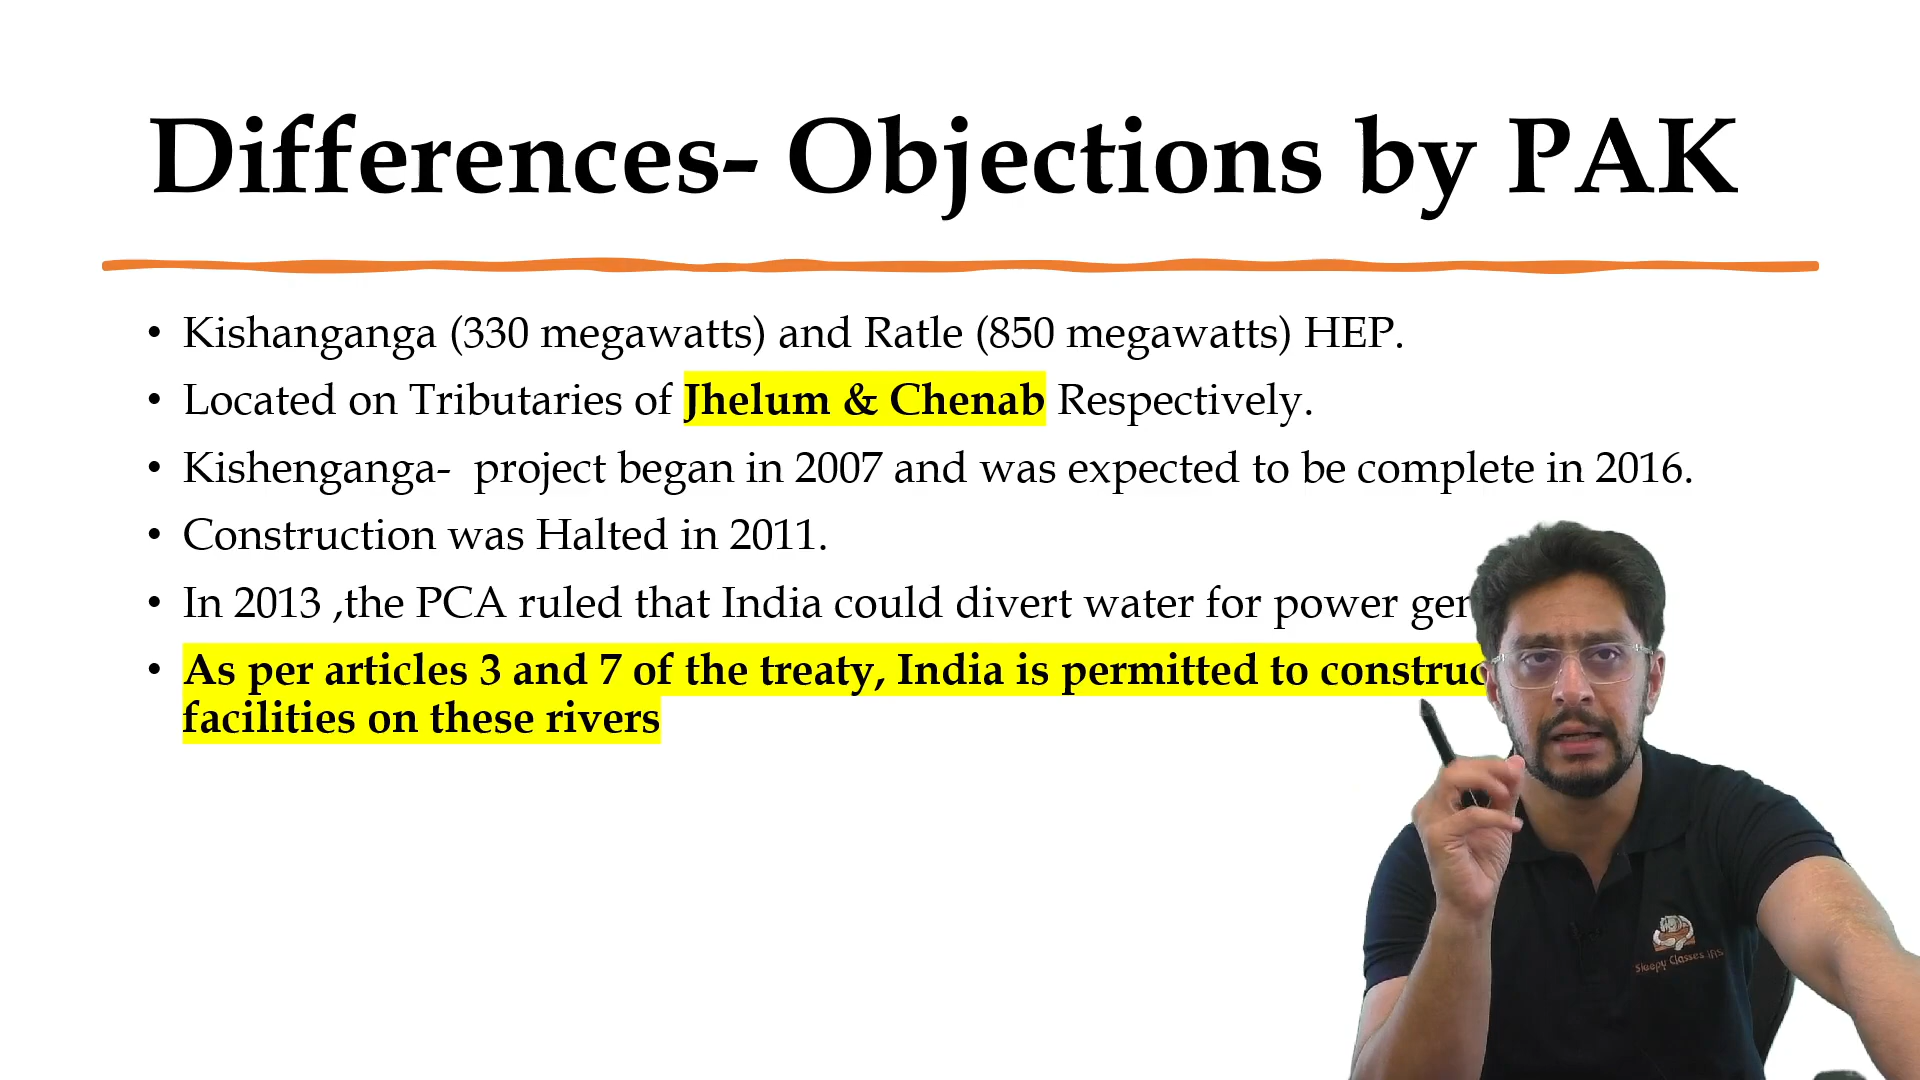 Differences- Objections by PAK
• Kishanganga (330 megawatts) and Ratle (850 megawatts) HEP.
• Located on Tributaries of Jhelum & Chenab Respectively.
• Kishenganga- project began in 2007 and was expected to be complete in 2016.
• Construction was Halted in 2011.
• In 2013 ,the PCA ruled that India could divert water for power
• As per articles 3 and 7 of the treaty, India is permitted to
facilities on these rivers
Sleepy Classes IAS